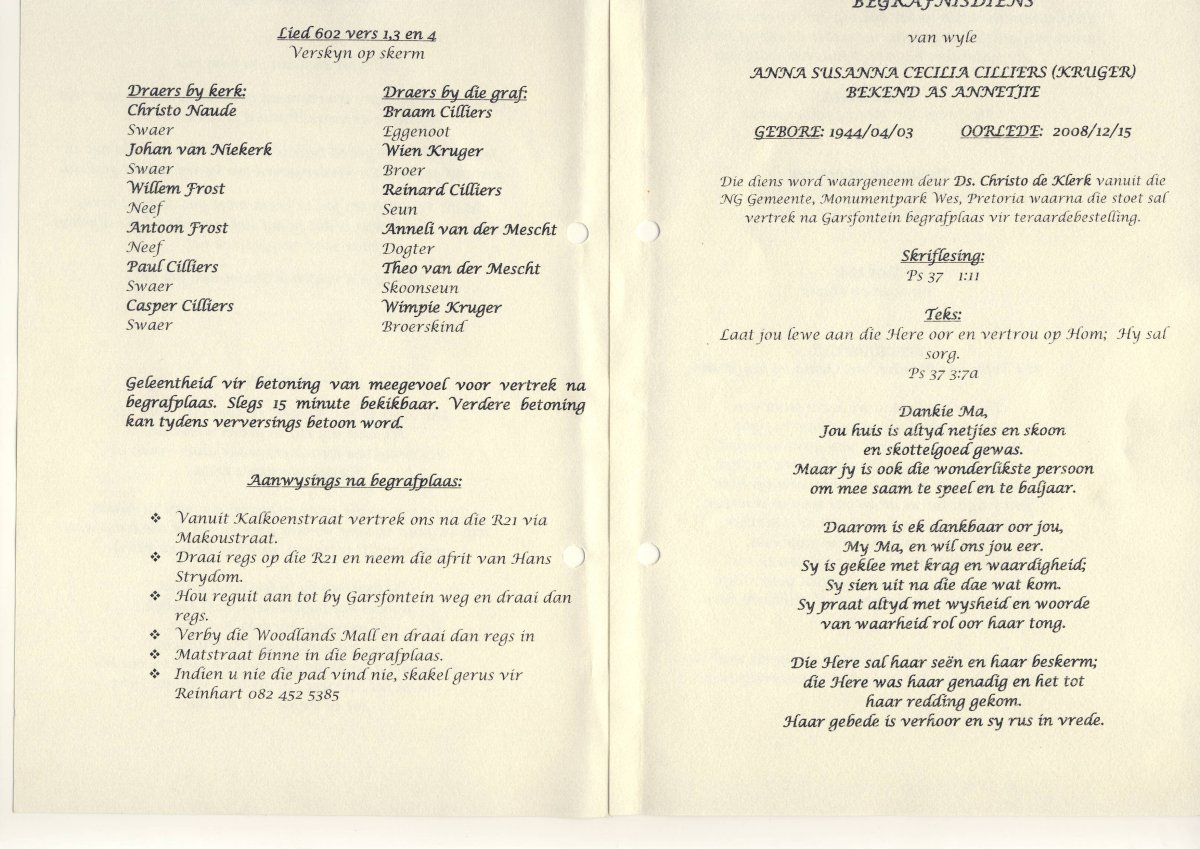 Lied 602 vers 1,3 en 4
Verskyn op skerm
Draers by kerk:
Christo Naude
Swaer
Johan van Niekerk
Swaer
Willem Frost
Neef
Antoon Frost
Neef
Paul Cilliers
Swaer
Casper Cilliers
Swaer
Draers by die graf:
Braam Cilliers
Eggenoot
Wien Kruger
Broer
Reinard Cilliers
Seun
Anneli van der Mescht
Dogter
Theo van der Mescht
Skoonseun
Wimpie Kruger
Broerskind
Geleentheid vir betoning van meegevoel voor vertrek na
begrafplaas. Slegs 15 minute bekikbaar. Verdere betoning
kan tydens verversings betoon word.
Aanwysings na begrafplaas:
❖ Vanuit Kalkoenstraat vertrek ons na die R21 via
Makoustraat.
❖ Draai regs op die R21 en neem die afrit van Hans
Strydom.
❖ Hou reguit aan tot by Garsfontein weg en draai dan
regs.
❖ Verby die Woodlands Mall en draai dan regs in
❖ Matstraat binne in die begrafplaas.
❖ Indien u nie die pad vind nie, skakel gerus vir
Reinhart 082 452 5385
BEGRAFNISDIENS
van wyle
ANNA SUSANNA CECILIA CILLIERS (KRUGER)
BEKEND AS ANNETJIE
GEBORE: 1944/04/03 OORLEDE: 2008/12/15
Die diens word waargeneem deur Ds. Christo de Klerk vanuit die
NG Gemeente, Monumentpark Wes, Pretoria waarna die stoet sal
vertrek na Garsfontein begrafplaas vir teraardebestelling.
Skriflesing:
Ps 37 1:11
Teks:
Laat jou lewe aan die Here oor en vertrou op Hom; Hy sal
sorg.
Ps 37 3:7a
Dankie Ma,
Jou huis is altyd netjies en skoon
en skottelgoed gewas.
Maar jy is ook die wonderlikste persoon
om mee saam te speel en te baljaar.
Daarom is ek dankbaar oor jou,
My Ma, en wil ons jou eer.
Sy is geklee met krag en waardigheid;
Sy sien uit na die dae wat kom.
Sy praat altyd met wysheid en woorde
van waarheid rol oor haar tong.
Die Here sal haar seën en haar beskerm;
die Here was haar genadig en het tot
haar redding gekom.
Haar gebede is verhoor en sy rus in vrede.